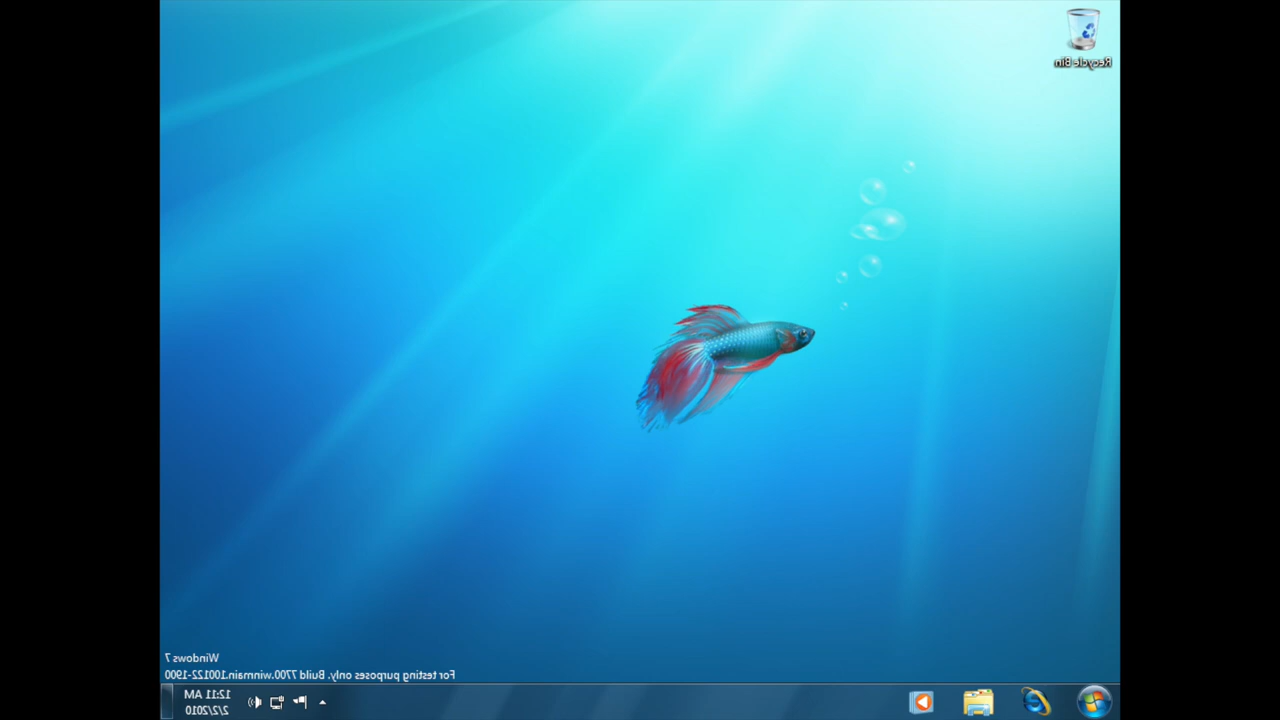 Recycle Bin
Windows 7
For testing purposes only. Build 7700.winmain.100122-1900
12:11 AM
2/2/2010